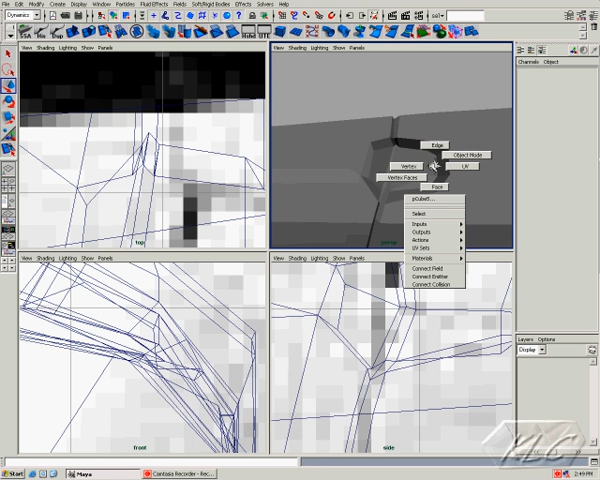 File Edit Modify Create Display Window Particles Fluid Effects Fields Soft/Rigid Bodies Effects Solvers Help
Dynamics
sel
Hist
View Shading Lighting Show Panels
View Shading Lighting Show Panels
Channels Object
Edge
Object Mode
Vertex
UV
Vertex Faces
Face
pCube5...
Select
Inputs
Outputs
Actions
UV Sets
Materials
Connect Field
Connect Emitter
Connect Collision
top
persp
View Shading Lighting Show Panels
View Shading Lighting Show Panels
Layers Options
Display
front
side
Start
Maya
Camtasia Recorder - Rec...
2:49 PM